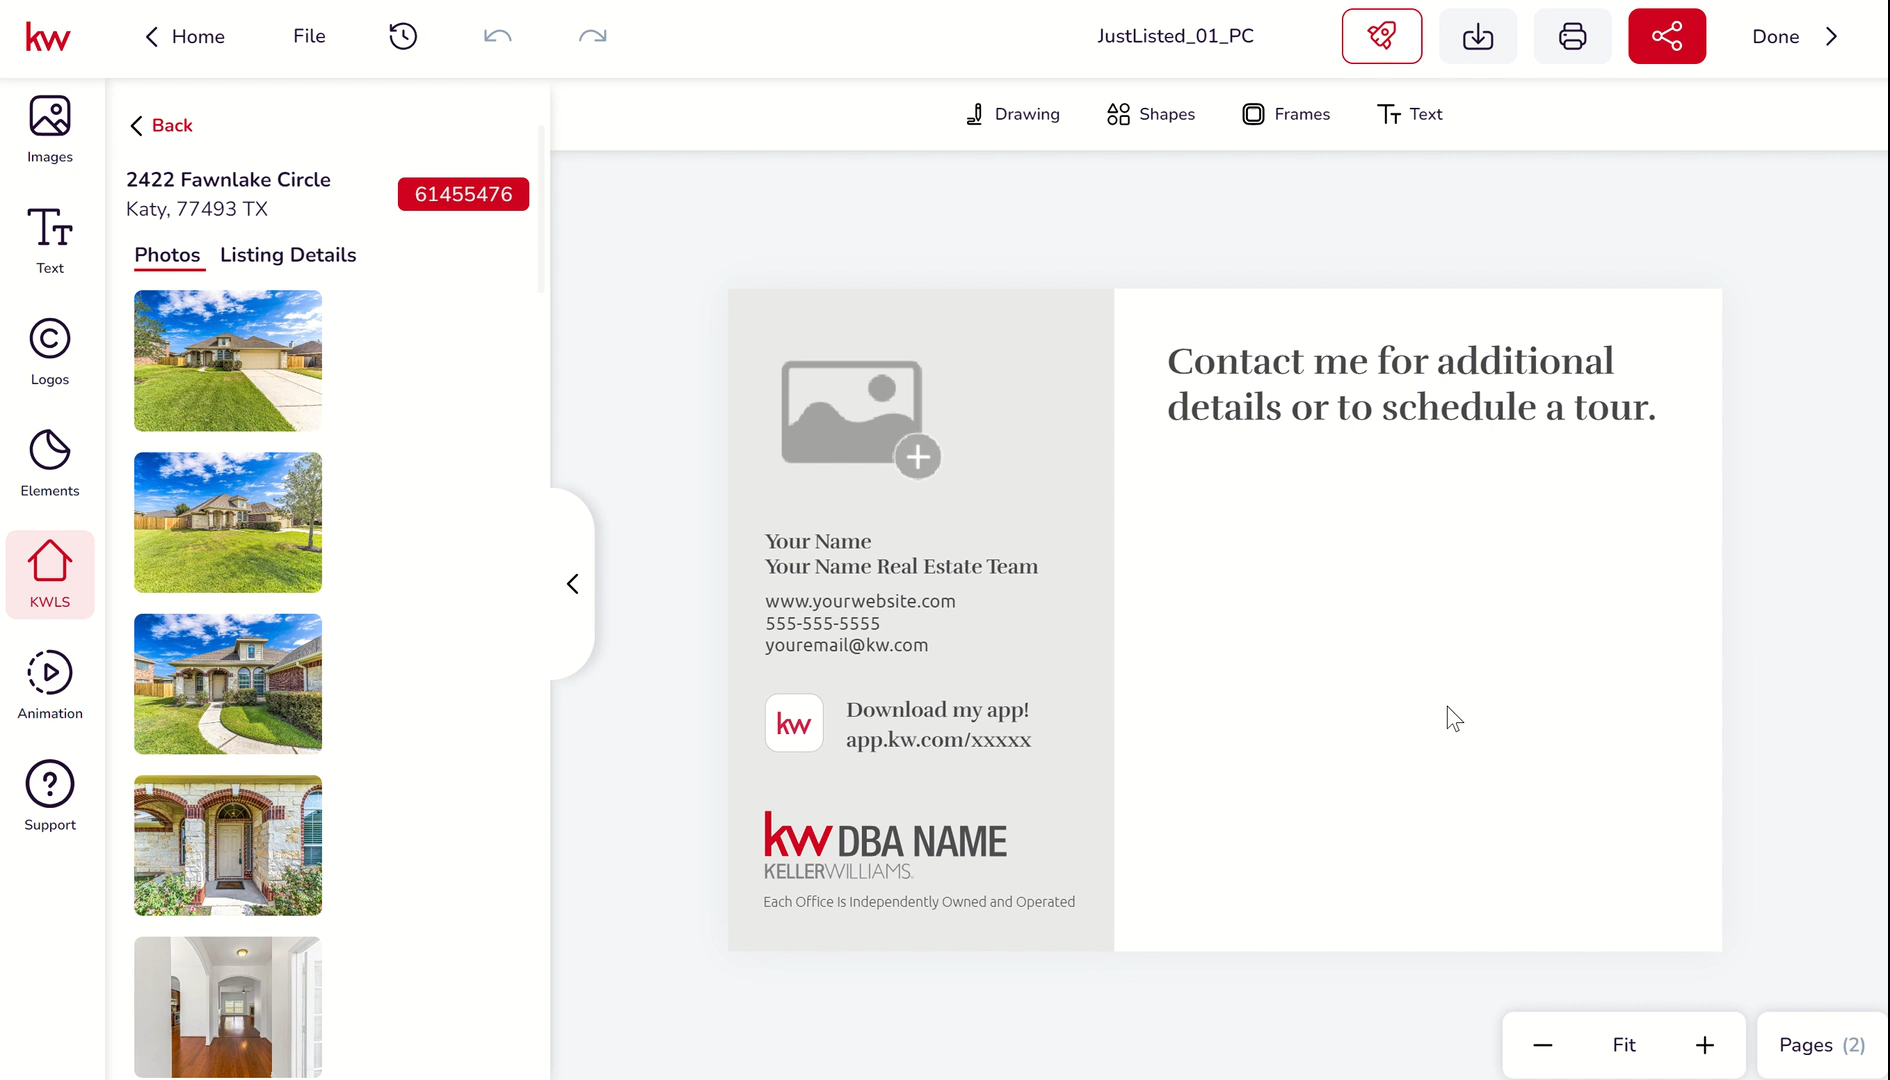 kw
Home
File
JustListed_01_PC
Done
Drawing
Shapes
Frames
Text
Images
Text
Logos
Elements
KWLS
Animation
Support
Back
2422 Fawnlake Circle
Katy, 77493 TX
61455476
Photos
Listing Details
Your Name
Your Name Real Estate Team
www.yourwebsite.com
555-555-5555
youremail@kw.com
kw
Download my app!
app.kw.com/xxxxx
kw DBA NAME
KELLERWILLIAMS.
Each Office Is Independently Owned and Operated
Contact me for additional
details or to schedule a tour.
Fit
Pages (2)